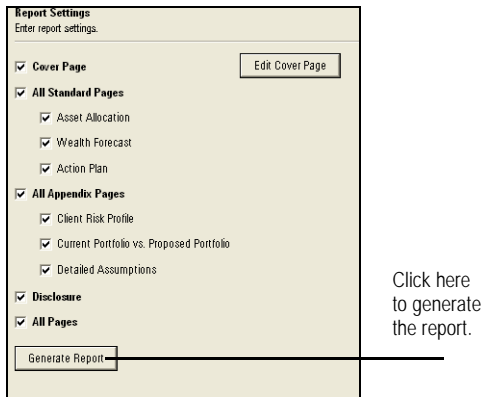 Report Settings
Enter report settings.
Cover Page
Edit Cover Page
All Standard Pages
Asset Allocation
Wealth Forecast
Action Plan
All Appendix Pages
Client Risk Profile
Current Portfolio vs. Proposed Portfolio
Detailed Assumptions
Disclosure
All Pages
Generate Report
Click here
to generate
the report.